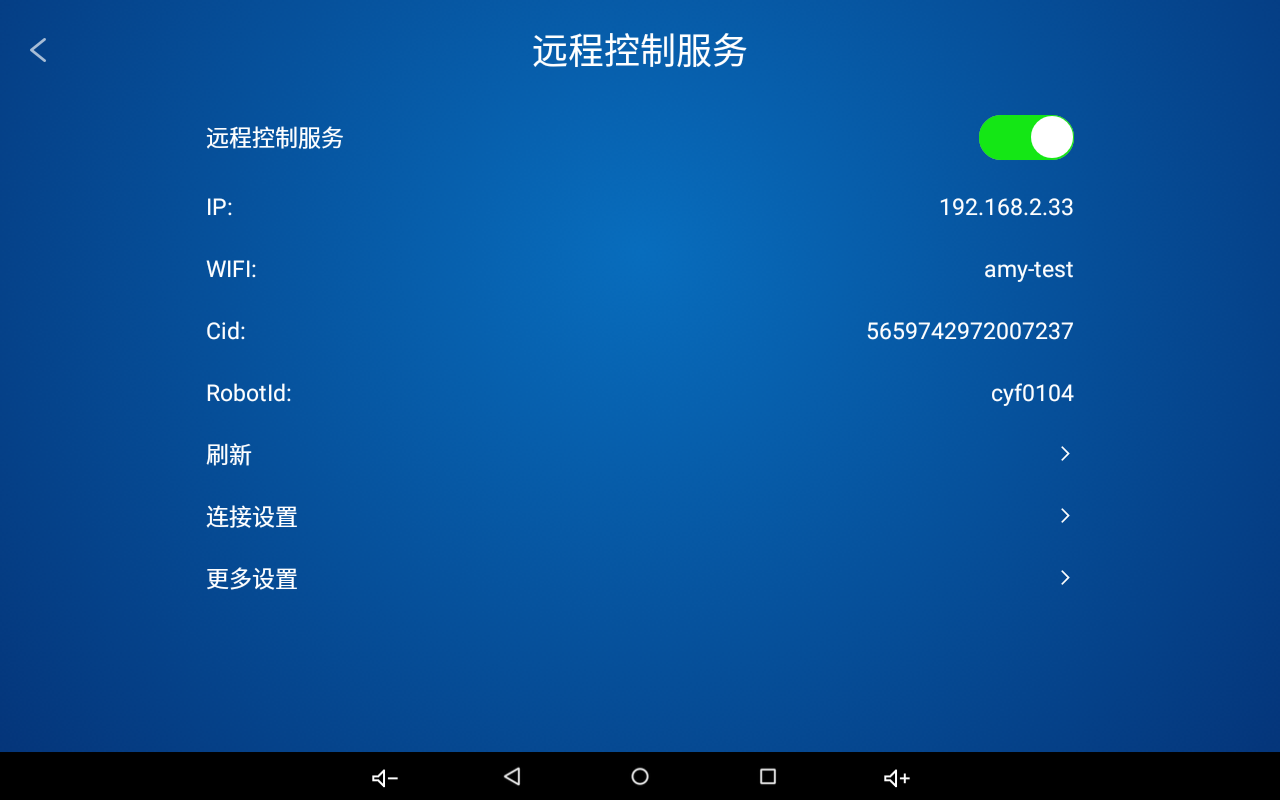 远程控制服务
远程控制服务
IP: 192.168.2.33
WIFI: amy-test
Cid: 5659742972007237
RobotId: cyf0104
刷新
连接设置
更多设置